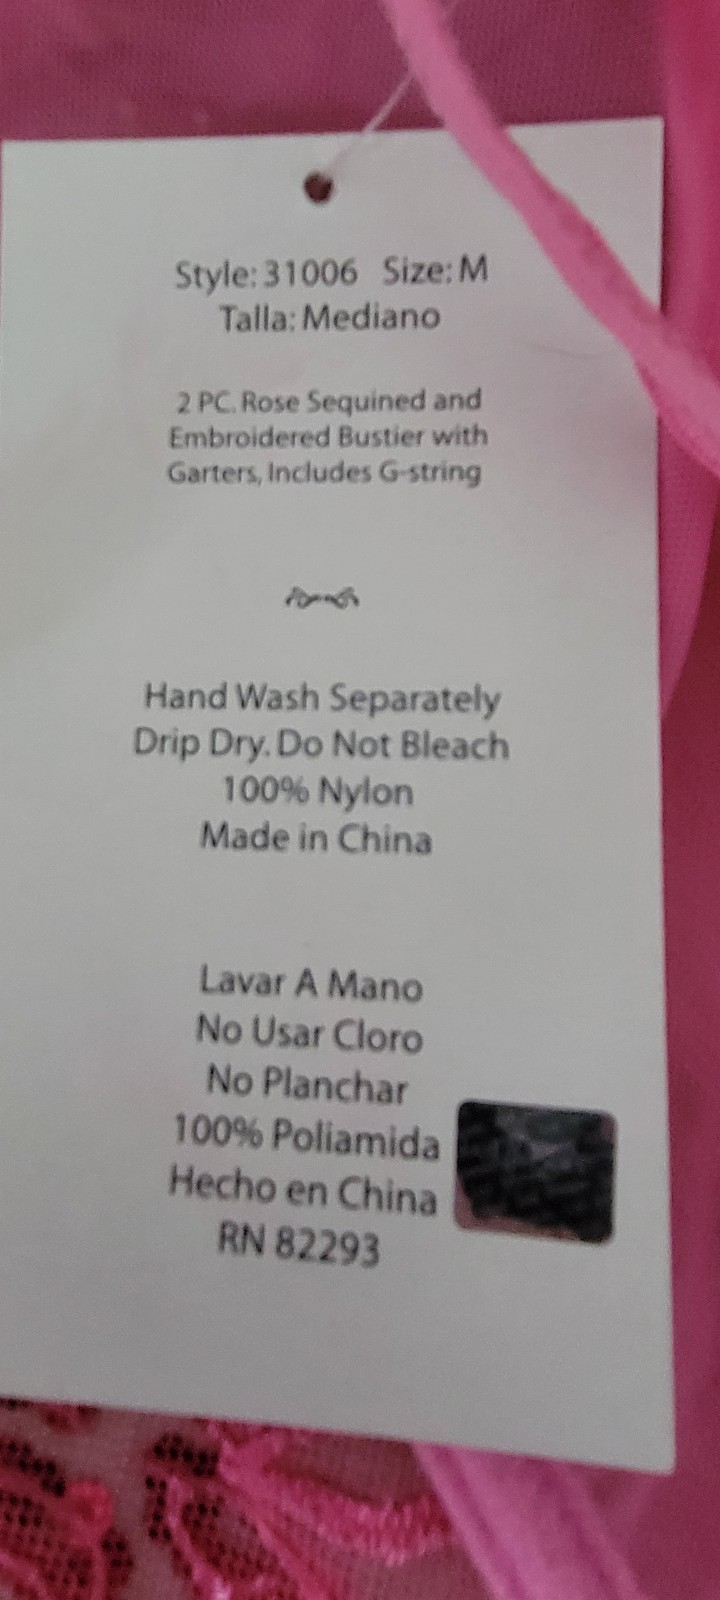 Style: 31006 Size: M
Talla: Mediano
2 PC. Rose Sequined and
Embroidered Bustier with
Garters, Includes G-string
Hand Wash Separately
Drip Dry. Do Not Bleach
100% Nylon
Made in China
Lavar A Mano
No Usar Cloro
No Planchar
100% Poliamida
Hecho en China
RN 82293